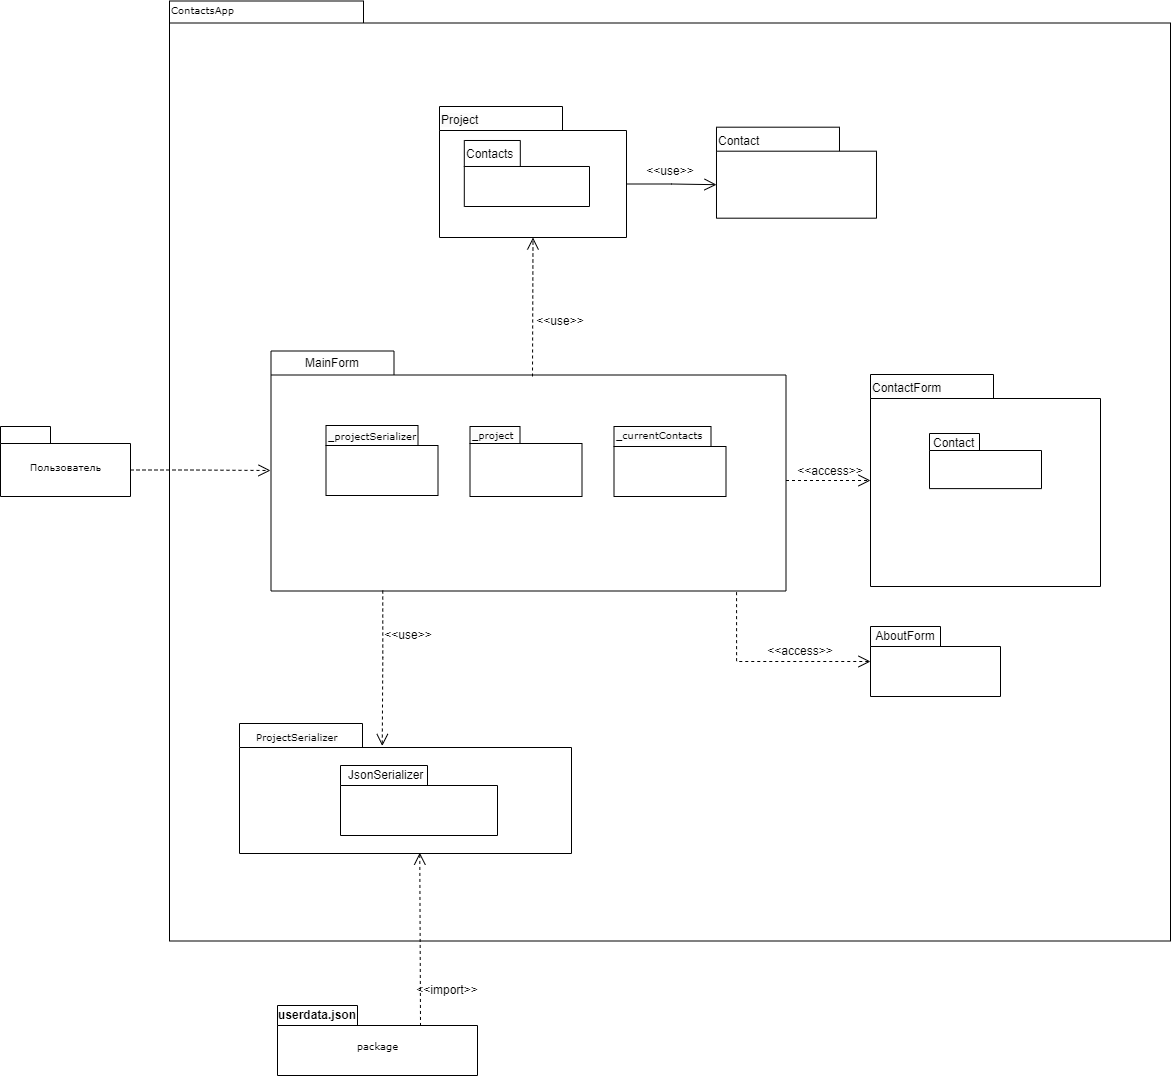 ContactsApp
Project
Contacts
<<use>>
Contact
<<use>>
MainForm
_projectSerializer
_project
_currentContacts
Пользователь
<<access>>
ContactForm
Contact
<<use>>
<<access>>
AboutForm
ProjectSerializer
JsonSerializer
<<import>>
userdata.json
package